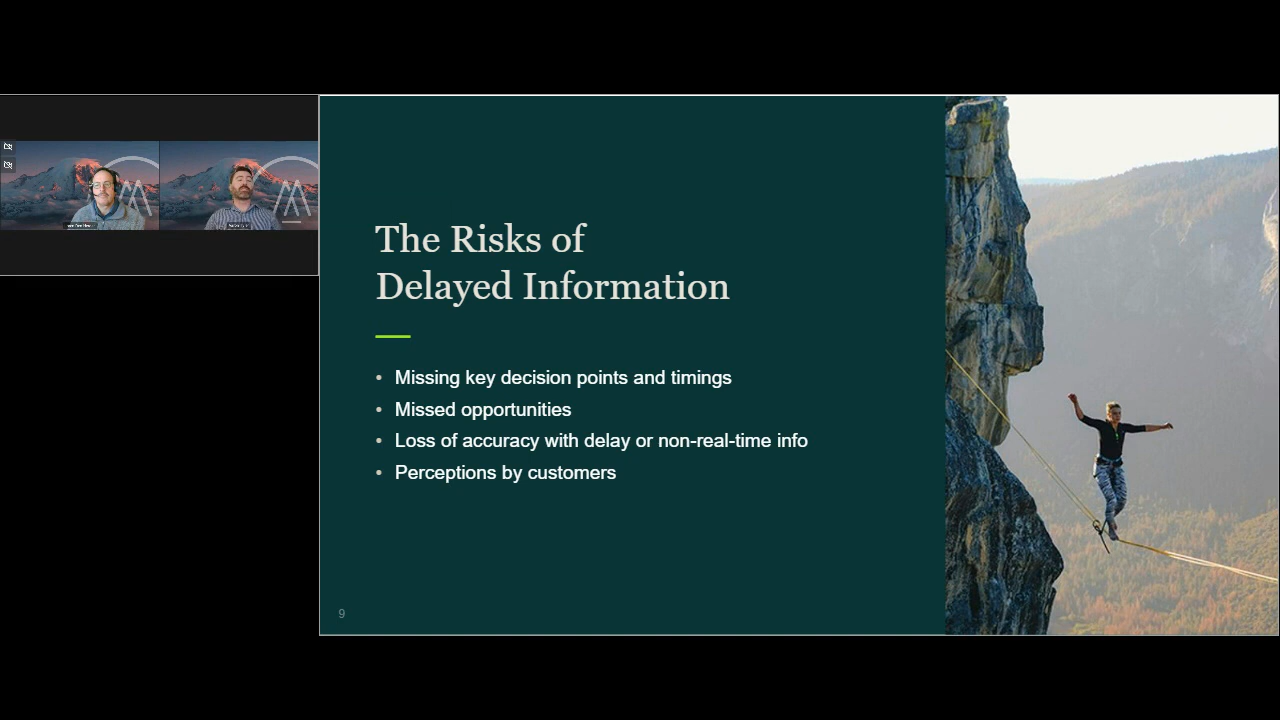 The Risks of
Delayed Information
• Missing key decision points and timings
• Missed opportunities
• Loss of accuracy with delay or non-real-time info
• Perceptions by customers
9